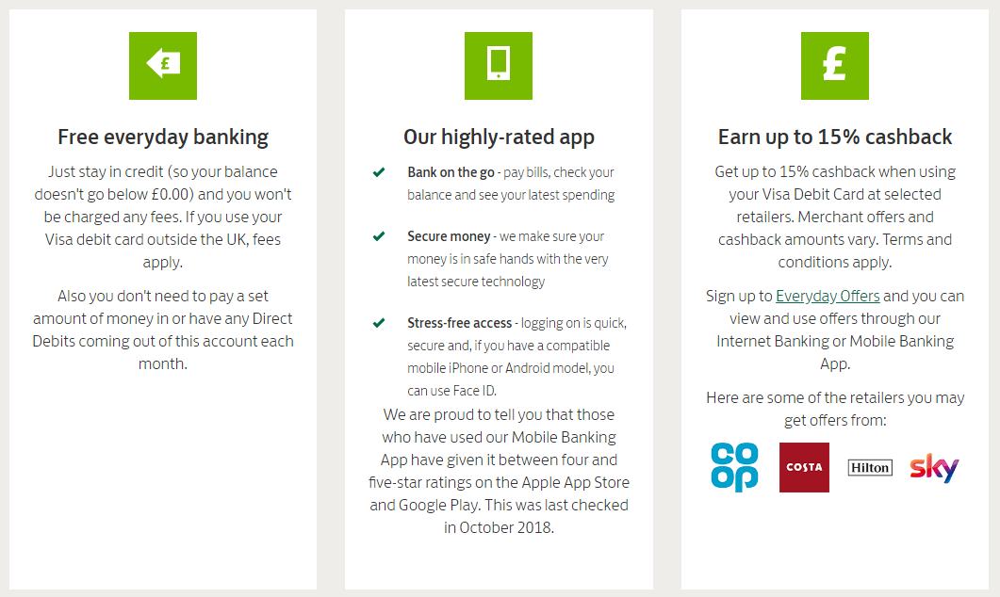 £
Free everyday banking
Just stay in credit (so your balance
doesn't go below £0.00) and you won't
be charged any fees. If you use your
Visa debit card outside the UK, fees
apply.
Also you don't need to pay a set
amount of money in or have any Direct
Debits coming out of this account each
month.
Our highly-rated app
Bank on the go - pay bills, check your
balance and see your latest spending
Secure money - we make sure your
money is in safe hands with the very
latest secure technology
Stress-free access - logging on is quick,
secure and, if you have a compatible
mobile iPhone or Android model, you
can use Face ID.
We are proud to tell you that those
who have used our Mobile Banking
App have given it between four and
five-star ratings on the Apple App Store
and Google Play. This was last checked
in October 2018.
£
Earn up to 15% cashback
Get up to 15% cashback when using
your Visa Debit Card at selected
retailers. Merchant offers and
cashback amounts vary. Terms and
conditions apply.
Sign up to Everyday Offers and you can
view and use offers through our
Internet Banking or Mobile Banking
App.
Here are some of the retailers you may
get offers from:
CO
OP
COSTA
Hilton
sky